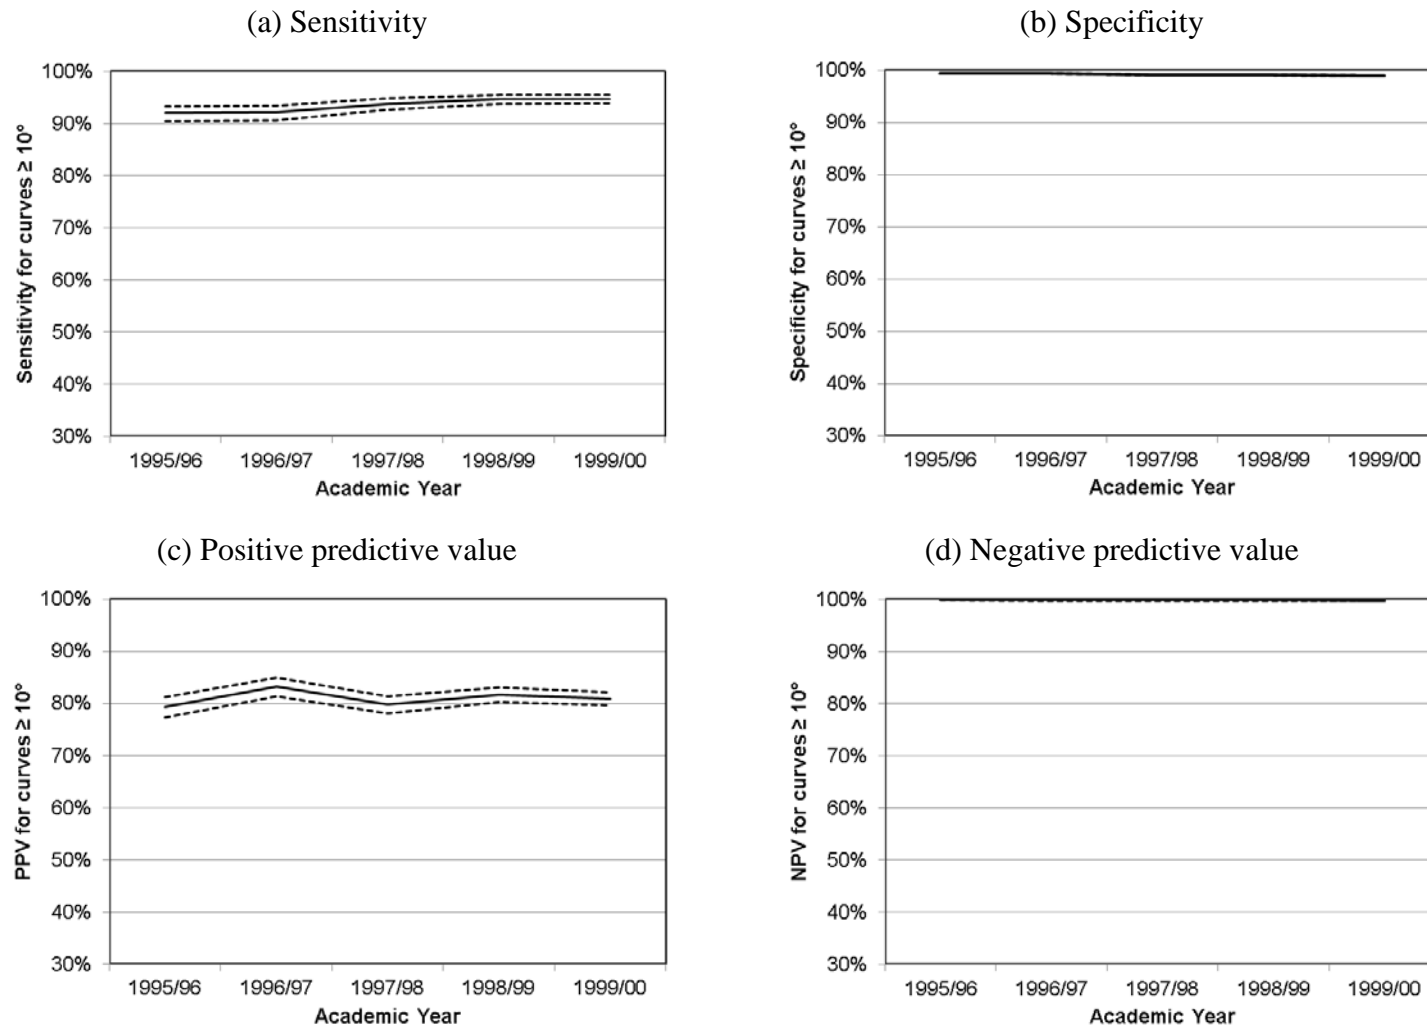 (a) Sensitivity
100%
90%
80%
70%
60%
50%
40%
30%
Sensitivity for curves ≥ 10°
1995/96 1996/97 1997/98 1998/99 1999/00
Academic Year
(b) Specificity
100%
90%
80%
70%
60%
50%
40%
30%
Specificity for curves ≥ 10°
1995/96 1996/97 1997/98 1998/99 1999/00
Academic Year
(c) Positive predictive value
100%
90%
80%
70%
60%
50%
40%
30%
PPV for curves ≥ 10°
1995/96 1996/97 1997/98 1998/99 1999/00
Academic Year
(d) Negative predictive value
100%
90%
80%
70%
60%
50%
40%
30%
NPV for curves ≥ 10°
1995/96 1996/97 1997/98 1998/99 1999/00
Academic Year